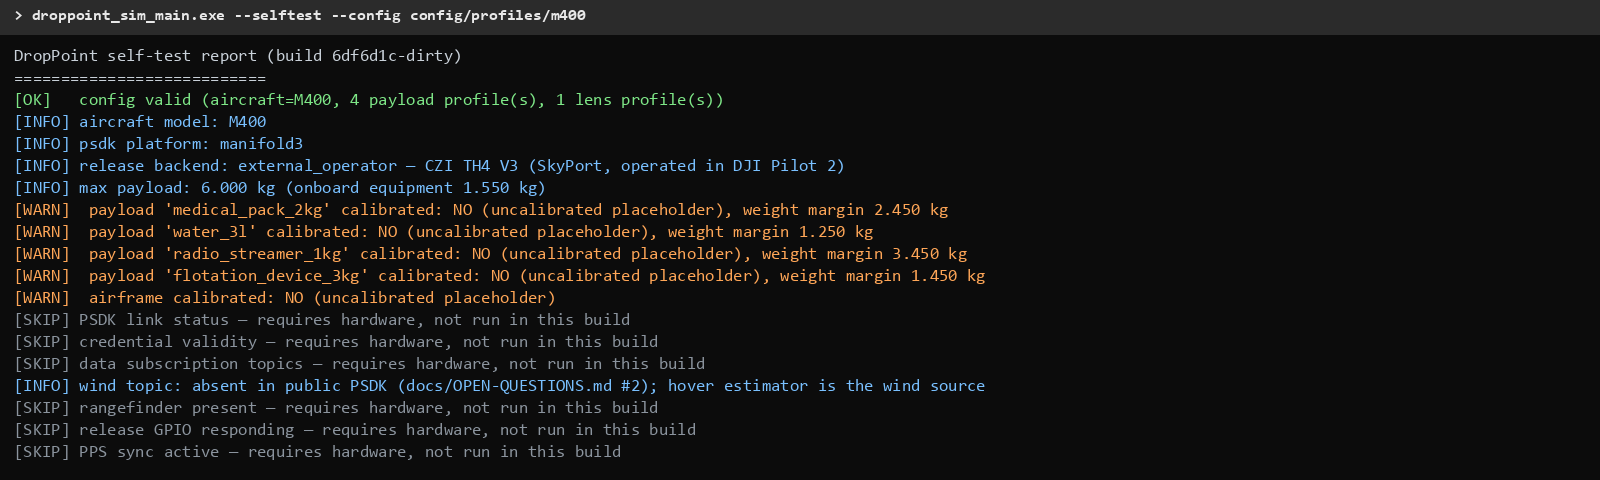 > droppoint_sim_main.exe --selftest --config config/profiles/m400
DropPoint self-test report (build 6df6d1c-dirty)
===========================
[OK]   config valid (aircraft=M400, 4 payload profile(s), 1 lens profile(s))
[INFO] aircraft model: M400
[INFO] psdk platform: manifold3
[INFO] release backend: external_operator — CZI TH4 V3 (SkyPort, operated in DJI Pilot 2)
[INFO] max payload: 6.000 kg (onboard equipment 1.550 kg)
[WARN]  payload 'medical_pack_2kg' calibrated: NO (uncalibrated placeholder), weight margin 2.450 kg
[WARN]  payload 'water_3l' calibrated: NO (uncalibrated placeholder), weight margin 1.250 kg
[WARN]  payload 'radio_streamer_1kg' calibrated: NO (uncalibrated placeholder), weight margin 3.450 kg
[WARN]  payload 'flotation_device_3kg' calibrated: NO (uncalibrated placeholder), weight margin 1.450 kg
[WARN]  airframe calibrated: NO (uncalibrated placeholder)
[SKIP] PSDK link status — requires hardware, not run in this build
[SKIP] credential validity — requires hardware, not run in this build
[SKIP] data subscription topics — requires hardware, not run in this build
[INFO] wind topic: absent in public PSDK (docs/OPEN-QUESTIONS.md #2); hover estimator is the wind source
[SKIP] rangefinder present — requires hardware, not run in this build
[SKIP] release GPIO responding — requires hardware, not run in this build
[SKIP] PPS sync active — requires hardware, not run in this build